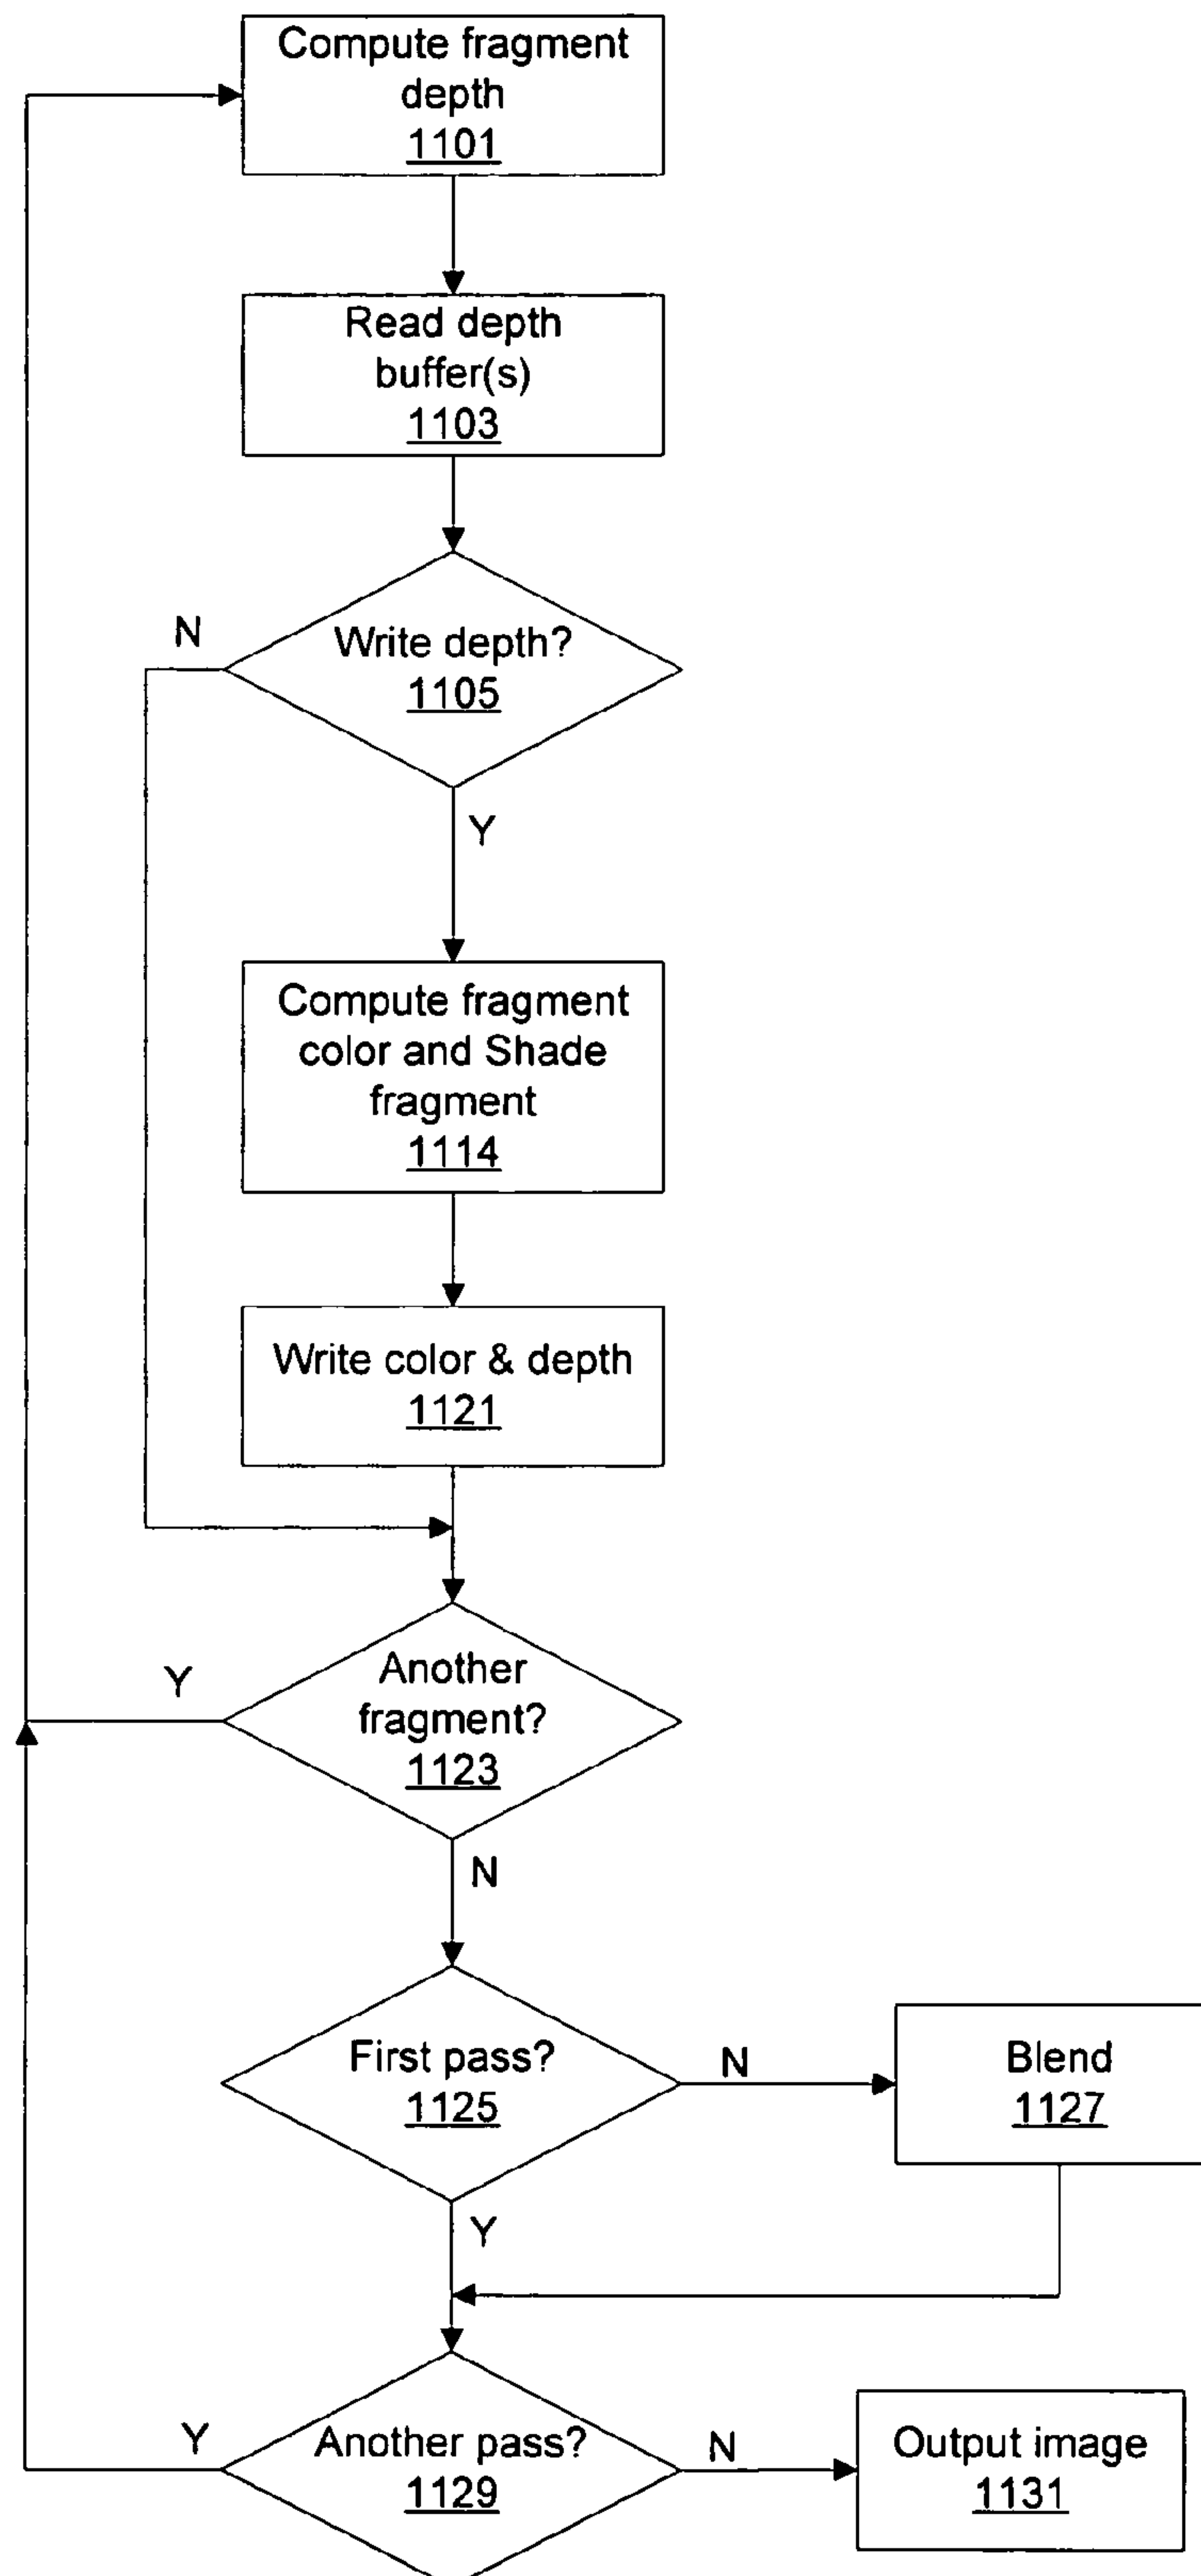 Compute fragment
depth
1101
Read depth
buffer(s)
1103
N
Write depth?
1105
Y
Compute fragment
color and Shade
fragment
1114
Write color & depth
1121
Y
Another
fragment?
1123
N
First pass?
1125
N
Blend
1127
Y
Y
Another pass?
1129
N
Output image
1131